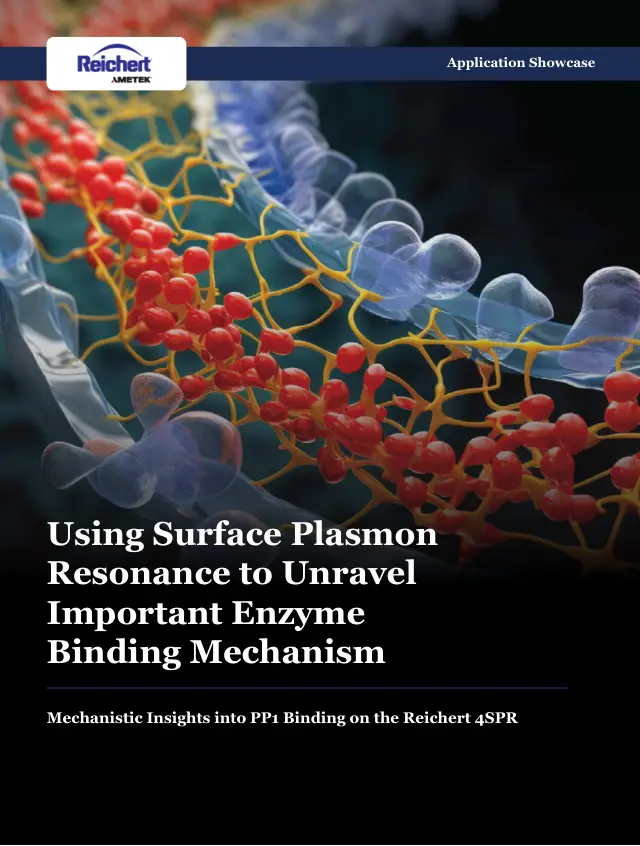 Reichert
AMETEK
Application Showcase
Using Surface Plasmon
Resonance to Unravel
Important Enzyme
Binding Mechanism
Mechanistic Insights into PP1 Binding on the Reichert 4SPR